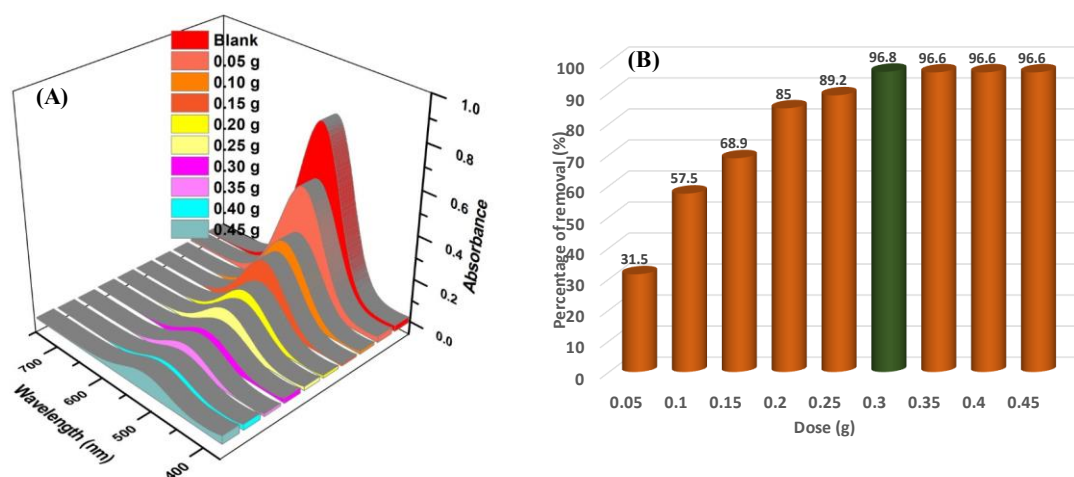 (A)
Blank
0.05 g
0.10 g
0.15 g
0.20 g
0.25 g
0.30 g
0.35 g
0.40 g
0.45 g
1.0
0.8
0.6
0.4
0.2
0.0
Absorbance
700
600
500
400
Wavelength (nm)
(B)
Percentage of removal (%)
100
90
80
70
60
50
40
30
20
10
0
31.5
57.5
68.9
85
89.2
96.8
96.6
96.6
96.6
0.05 0.1 0.15 0.2 0.25 0.3 0.35 0.4 0.45
Dose (g)